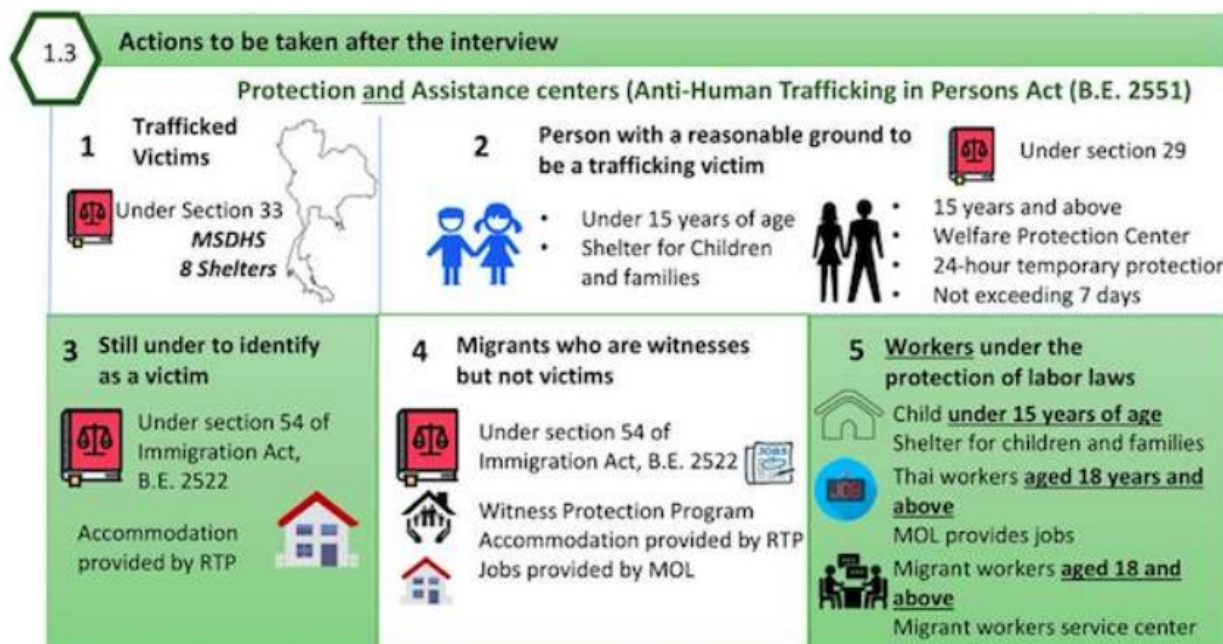 1.3
Actions to be taken after the interview
Protection and Assistance centers (Anti-Human Trafficking in Persons Act (B.E. 2551)
1
Trafficked
Victims
Under Section 33
MSDHS
8 Shelters
2
Person with a reasonable ground to
be a trafficking victim
• Under 15 years of age
• Shelter for Children
and families
Under section 29
• 15 years and above
• Welfare Protection Center
• 24-hour temporary protection
• Not exceeding 7 days
3
Still under to identify
as a victim
Under section 54 of
Immigration Act,
B.E. 2522
Accommodation
provided by RTP
4
Migrants who are witnesses
but not victims
Under section 54 of
Immigration Act, B.E. 2522
JOBS
Witness Protection Program
Accommodation provided by RTP
Jobs provided by MOL
5
Workers under the
protection of labor laws
Child under 15 years of age
Shelter for children and families
JOB
Thai workers aged 18 years and
above
MOL provides jobs
Migrant workers aged 18 and
above
Migrant workers service center